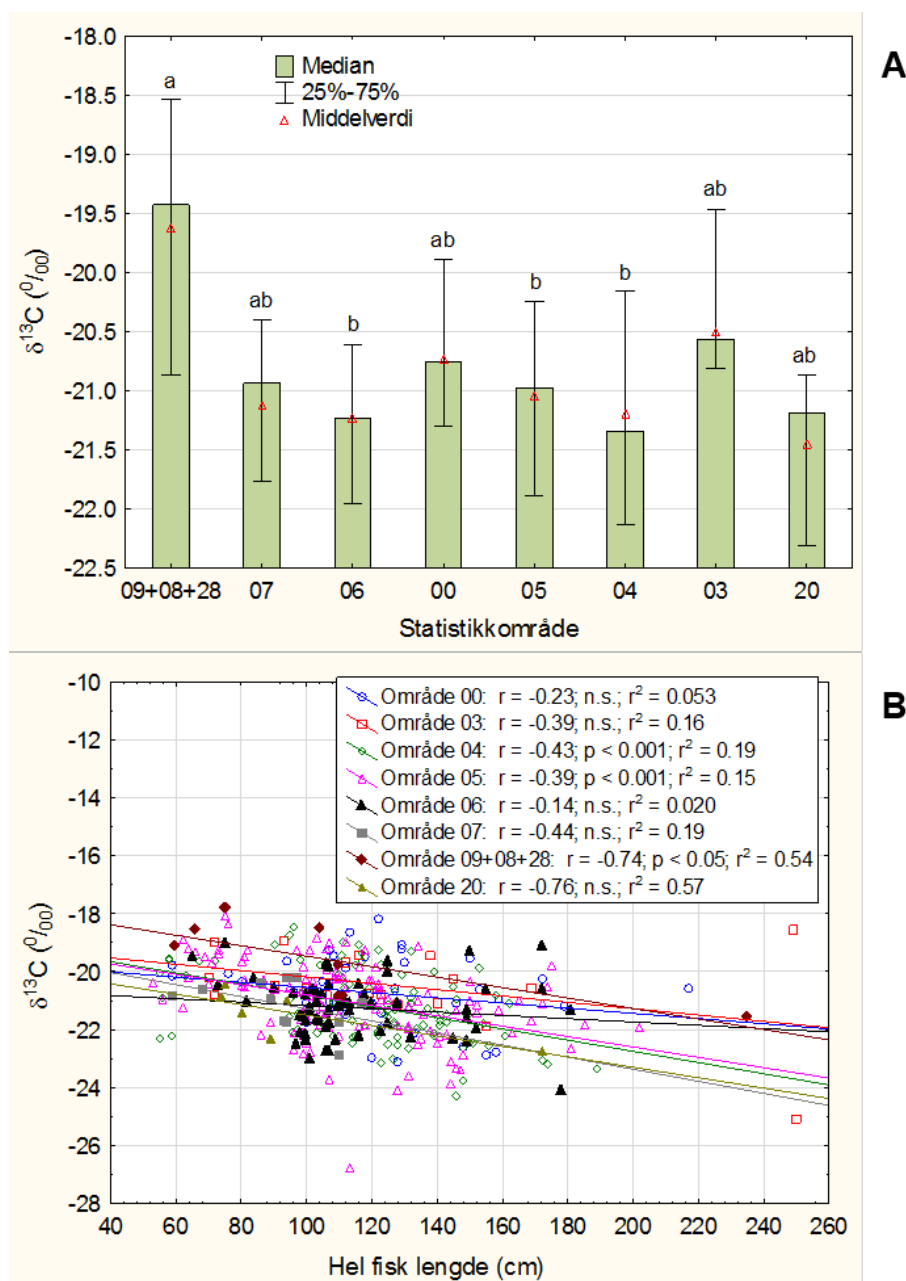 A
-18.0
-18.5
-19.0
-19.5
-20.0
-20.5
-21.0
-21.5
-22.0
-22.5
δ¹³C (⁰/₀₀)
Median
25%-75%
Middelverdi
a
ab
b
ab
b
b
ab
ab
09+08+28 07 06 00 05 04 03 20
Statistikkområde
B
-10
-12
-14
-16
-18
-20
-22
-24
-26
-28
δ¹³C (⁰/₀₀)
Område 00: r = -0.23; n.s.; r² = 0.053
Område 03: r = -0.39; n.s.; r² = 0.16
Område 04: r = -0.43; p < 0.001; r² = 0.19
Område 05: r = -0.39; p < 0.001; r² = 0.15
Område 06: r = -0.14; n.s.; r² = 0.020
Område 07: r = -0.44; n.s.; r² = 0.19
Område 09+08+28: r = -0.74; p < 0.05; r² = 0.54
Område 20: r = -0.76; n.s.; r² = 0.57
40 60 80 100 120 140 160 180 200 220 240 260
Hel fisk lengde (cm)